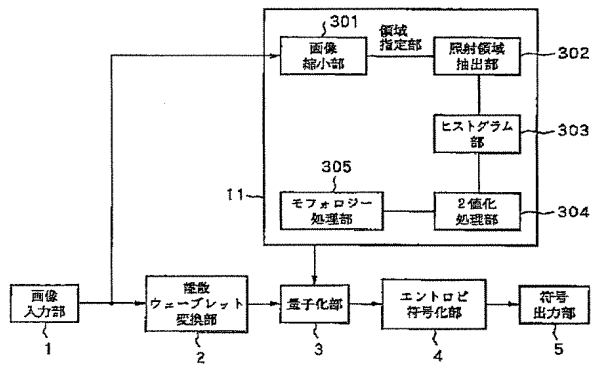 301
画像
縮小部
領域
指定部
照射領域
抽出部
302
ヒストグラム
部
303
305
11
モフォロジー
処理部
2値化
処理部
304
画像
入力部
離散
ウェーブレット
変換部
量子化部
エントロピ
符号化部
符号
出力部
1
2
3
4
5